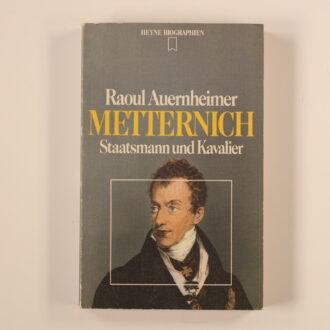 HEYNE BIOGRAPHIEN
Raoul Auernheimer
METTERNICH
Staatsmann und Kavalier